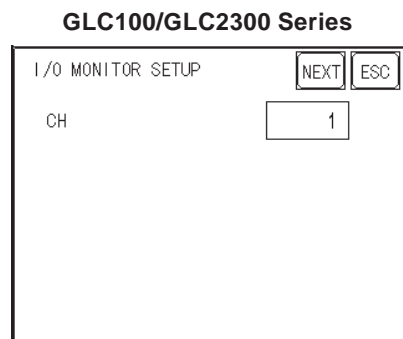 GLC100/GLC2300 Series
I/O MONITOR SETUP NEXT ESC
CH 1